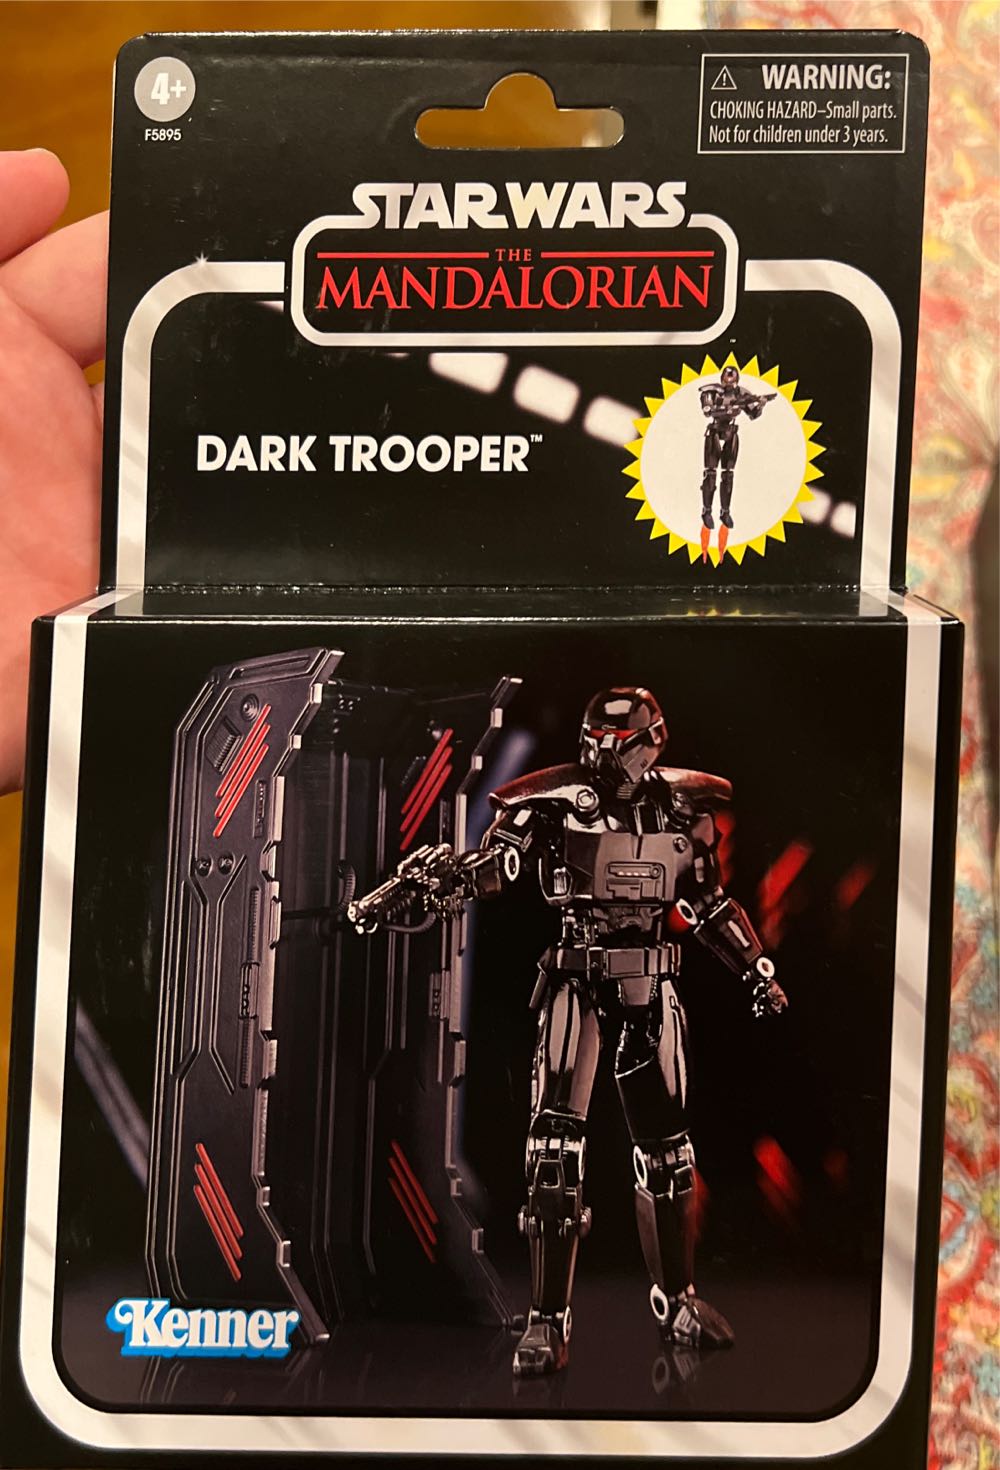 4+
F5895
⚠ WARNING:
CHOKING HAZARD–Small parts.
Not for children under 3 years.
STAR WARS
THE
MANDALORIAN
™
DARK TROOPER™
Kenner